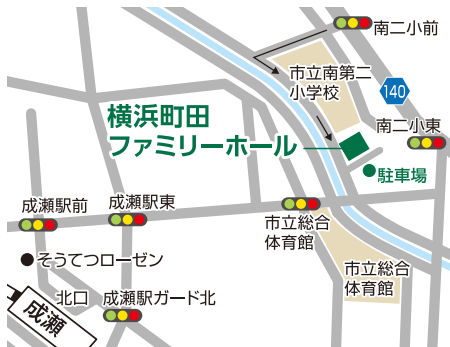 南二小前
市立南第二
小学校
140
横浜町田
ファミリーホール
南二小東
駐車場
成瀬駅前
成瀬駅東
市立総合
体育館
そうてつローゼン
市立総合
体育館
北口
成瀬駅ガード北
成瀬